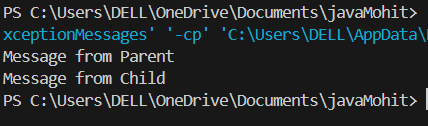 PS C:\Users\DELL\OneDrive\Documents\javaMohit>
xceptionMessages' '-cp' 'C:\Users\DELL\AppData\
Message from Parent
Message from Child
PS C:\Users\DELL\OneDrive\Documents\javaMohit>